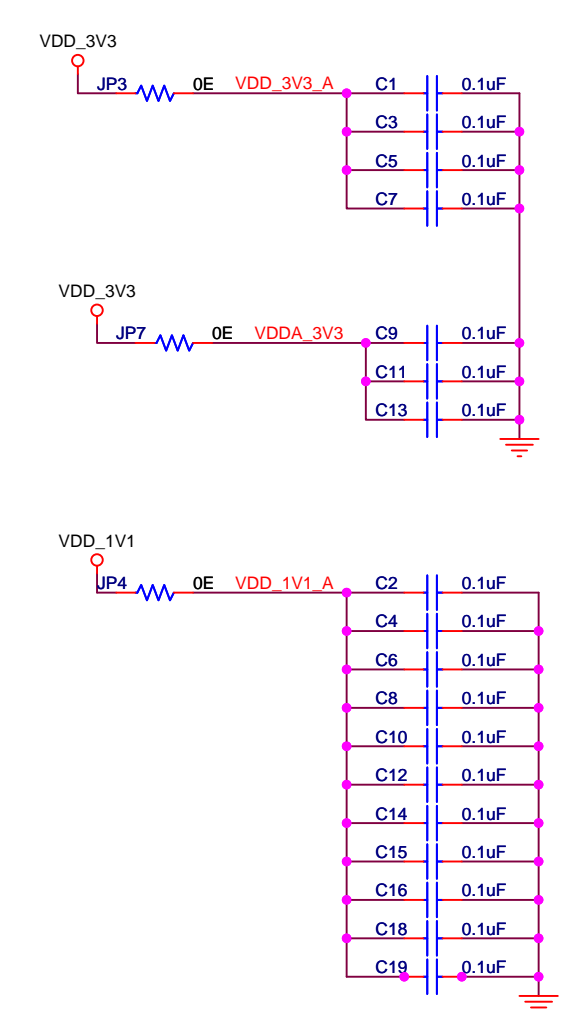 VDD_3V3
JP3 0E VDD_3V3_A C1 0.1uF
C3 0.1uF
C5 0.1uF
C7 0.1uF
VDD_3V3
JP7 0E VDDA_3V3 C9 0.1uF
C11 0.1uF
C13 0.1uF
VDD_1V1
JP4 0E VDD_1V1_A C2 0.1uF
C4 0.1uF
C6 0.1uF
C8 0.1uF
C10 0.1uF
C12 0.1uF
C14 0.1uF
C15 0.1uF
C16 0.1uF
C18 0.1uF
C19 0.1uF